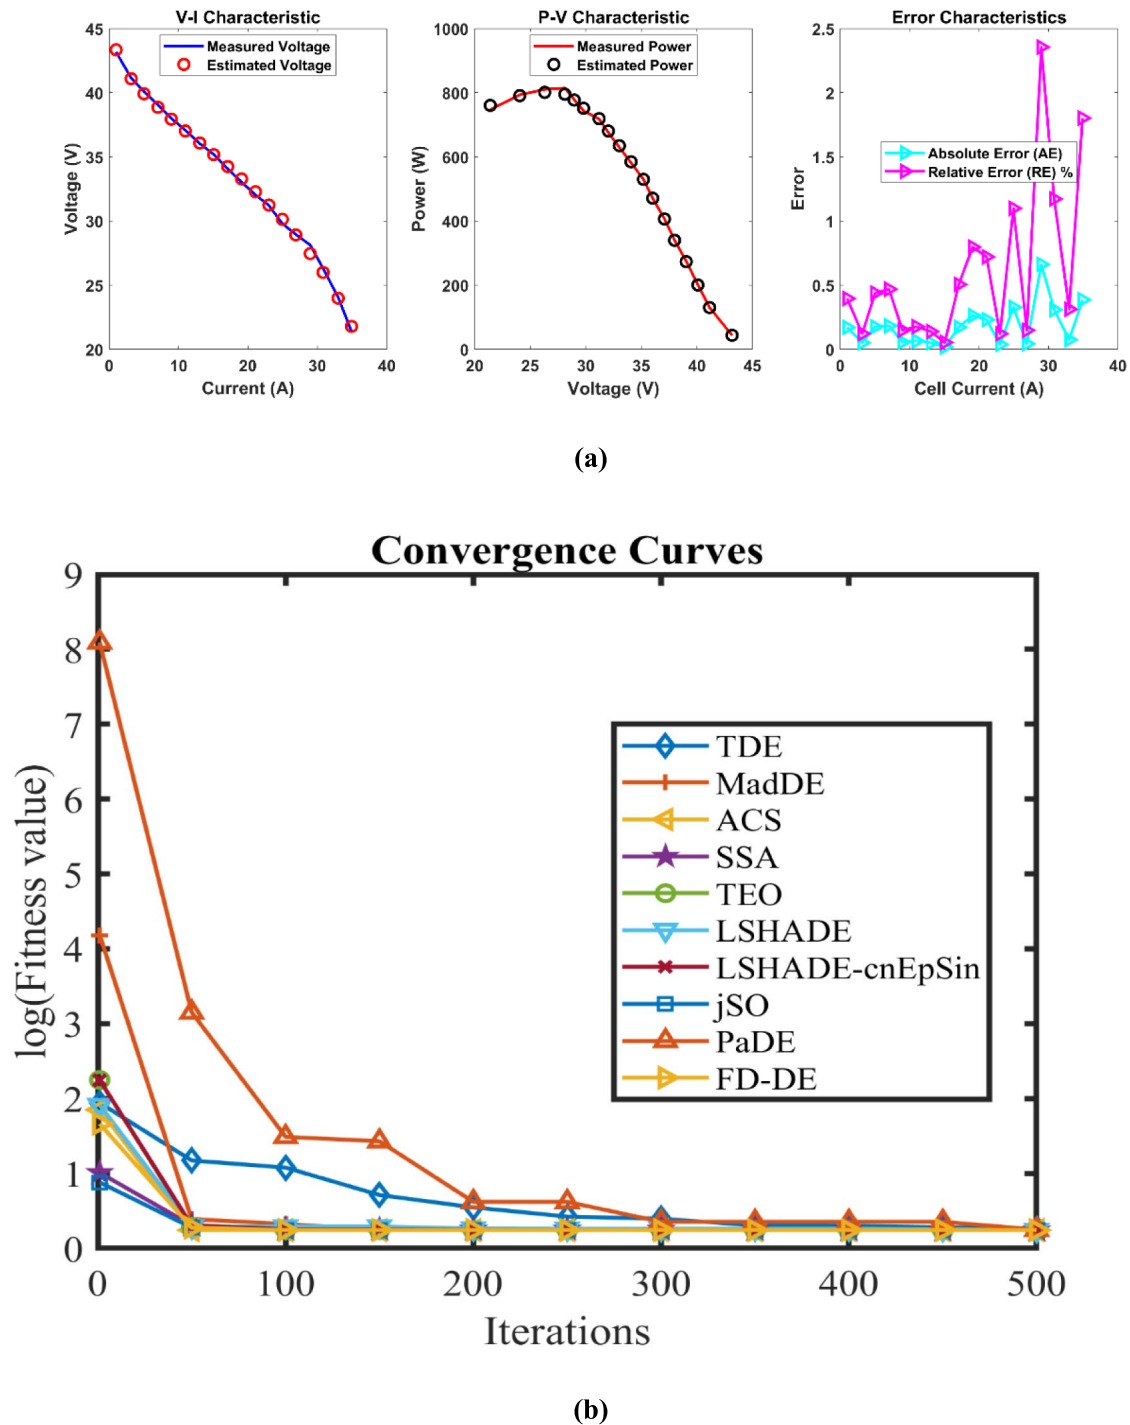 V-I Characteristic
45
40
35
30
25
20
0
10
20
30
40
Voltage (V)
Current (A)
Measured Voltage
Estimated Voltage
P-V Characteristic
1000
800
600
400
200
0
20
25
30
35
40
45
Power (W)
Voltage (V)
Measured Power
Estimated Power
Error Characteristics
2.5
2
1.5
1
0.5
0
0
10
20
30
40
Error
Cell Current (A)
Absolute Error (AE)
Relative Error (RE) %
(a)
Convergence Curves
9
8
7
6
5
4
3
2
1
0
0
100
200
300
400
500
log(Fitness value)
Iterations
TDE
MadDE
ACS
SSA
TEO
LSHADE
LSHADE-cnEpSin
jSO
PaDE
FD-DE
(b)